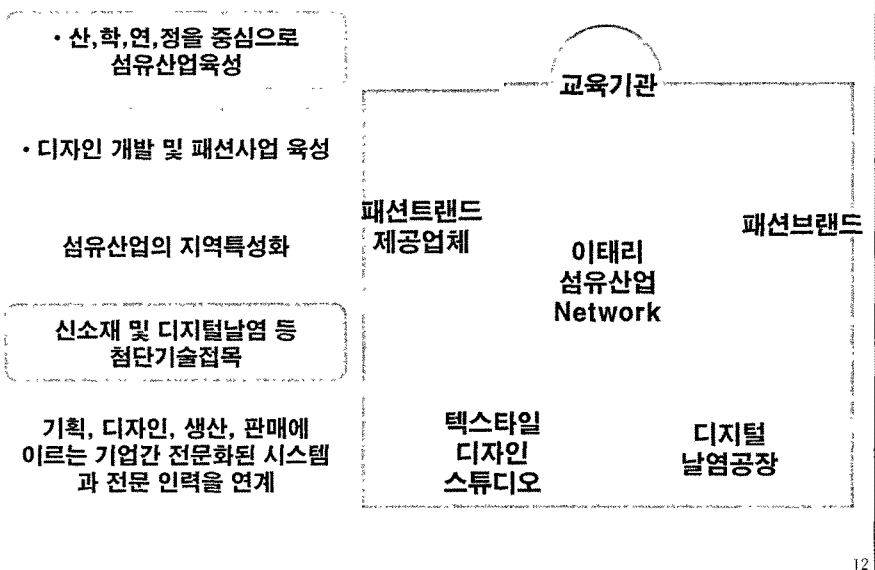 • 산,학,연,정을 중심으로
섬유산업육성
• 디자인 개발 및 패션사업 육성
섬유산업의 지역특성화
신소재 및 디지털날염 등
첨단기술접목
기획, 디자인, 생산, 판매에
이르는 기업간 전문화된 시스템
과 전문 인력을 연계
교육기관
패션트랜드
제공업체
패션브랜드
이태리
섬유산업
Network
텍스타일
디자인
스튜디오
디지털
날염공장
12